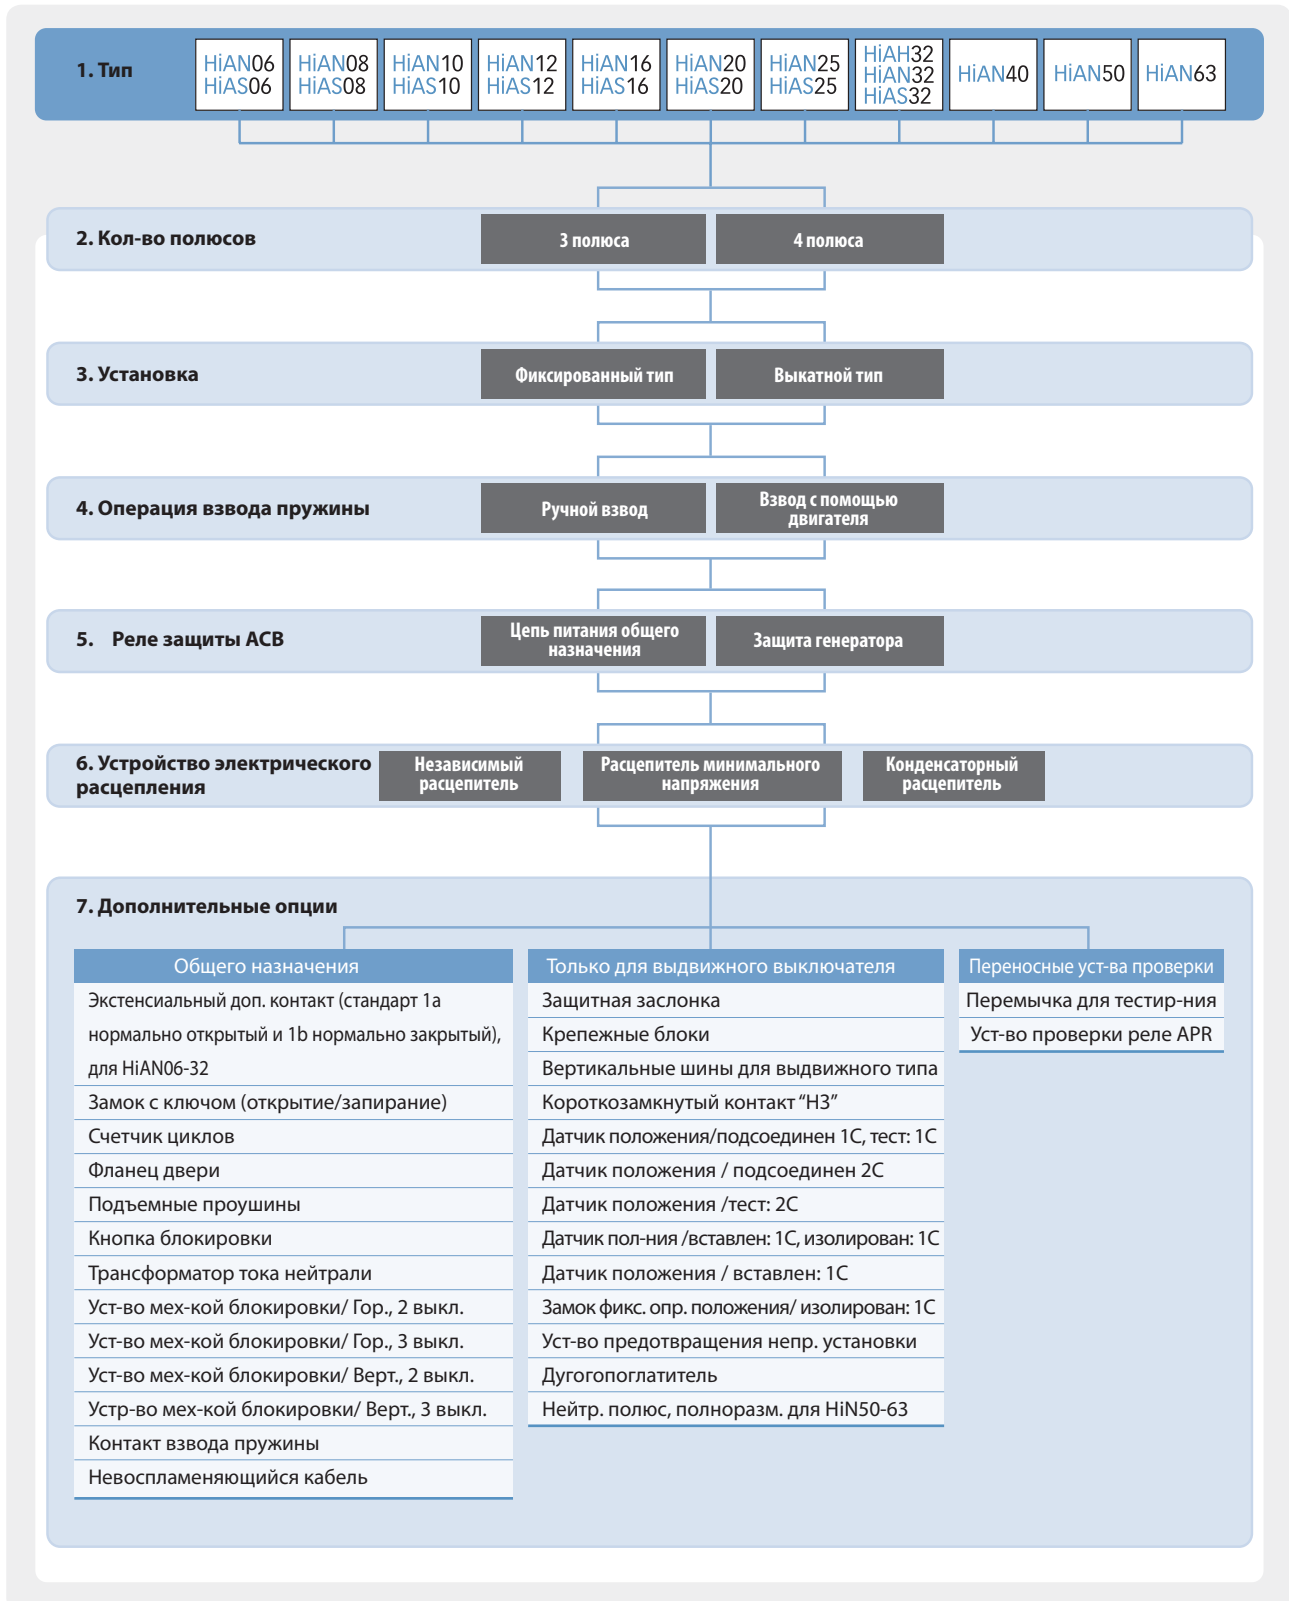 1. Тип
HiAN06
HiAS06
HiAN08
HiAS08
HiAN10
HiAS10
HiAN12
HiAS12
HiAN16
HiAS16
HiAN20
HiAS20
HiAN25
HiAS25
HiAH32
HiAN32
HiAS32
HiAN40
HiAN50
HiAN63
2. Кол-во полюсов
3 полюса
4 полюса
3. Установка
Фиксированный тип
Выкатной тип
4. Операция взвода пружины
Ручной взвод
Взвод с помощью
двигателя
5. Реле защиты ACB
Цепь питания общего
назначения
Защита генератора
6. Устройство электрического
расцепления
Независимый
расцепитель
Расцепитель минимального
напряжения
Конденсаторный
расцепитель
7. Дополнительные опции
Общего назначения
Экстенсиальный доп. контакт (стандарт 1a
нормально открытый и 1b нормально закрытый),
для HiAN06-32
Замок с ключом (открытие/запирание)
Счетчик циклов
Фланец двери
Подъемные проушины
Кнопка блокировки
Трансформатор тока нейтрали
Уст-во мех-кой блокировки/ Гор., 2 выкл.
Уст-во мех-кой блокировки/ Гор., 3 выкл.
Уст-во мех-кой блокировки/ Верт., 2 выкл.
Устр-во мех-кой блокировки/ Верт., 3 выкл.
Контакт взвода пружины
Невоспламеняющийся кабель
Только для выдвижного выключателя
Защитная заслонка
Крепежные блоки
Вертикальные шины для выдвижного типа
Короткозамкнутый контакт “НЗ”
Датчик положения/подсоединен 1С, тест: 1С
Датчик положения / подсоединен 2С
Датчик положения /тест: 2С
Датчик пол-ния /вставлен: 1С, изолирован: 1С
Датчик положения / вставлен: 1С
Замок фикс. опр. положения/ изолирован: 1С
Уст-во предотвращения непр. установки
Дугогопоглатитель
Нейтр. полюс, полноразм. для HiN50-63
Переносные уст-ва проверки
Перемычка для тестир-ния
Уст-во проверки реле APR